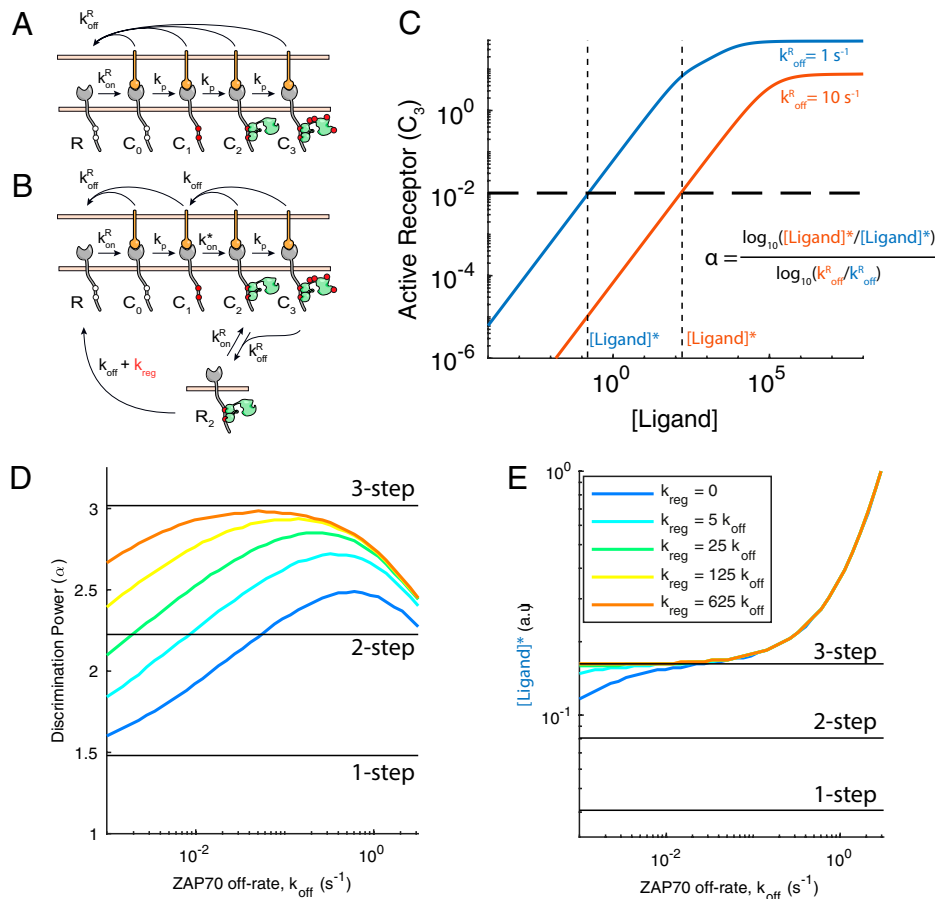 A
k^R_off
k^R_on k_p k_p k_p
R C_0 C_1 C_2 C_3
B
k^R_off k_off
k^R_on k_p k^*_on k_p
R C_0 C_1 C_2 C_3
k^R_on
k^R_off
k_off + k_reg
R_2
C
Active Receptor (C_3)
10^0
10^-2
10^-4
10^-6
k^R_off = 1 s^-1
k^R_off = 10 s^-1
α = log_10([Ligand]*/[Ligand]*)
log_10(k^R_off/k^R_off)
[Ligand]* [Ligand]*
10^0 10^5
[Ligand]
D
Discrimination Power (α)
3
2.5
2
1.5
1
3-step
2-step
1-step
10^-2 10^0
ZAP70 off-rate, k_off (s^-1)
E
[Ligand]* (a.u)
10^0
10^-1
k_reg = 0
k_reg = 5 k_off
k_reg = 25 k_off
k_reg = 125 k_off
k_reg = 625 k_off
3-step
2-step
1-step
10^-2 10^0
ZAP70 off-rate, k_off (s^-1)